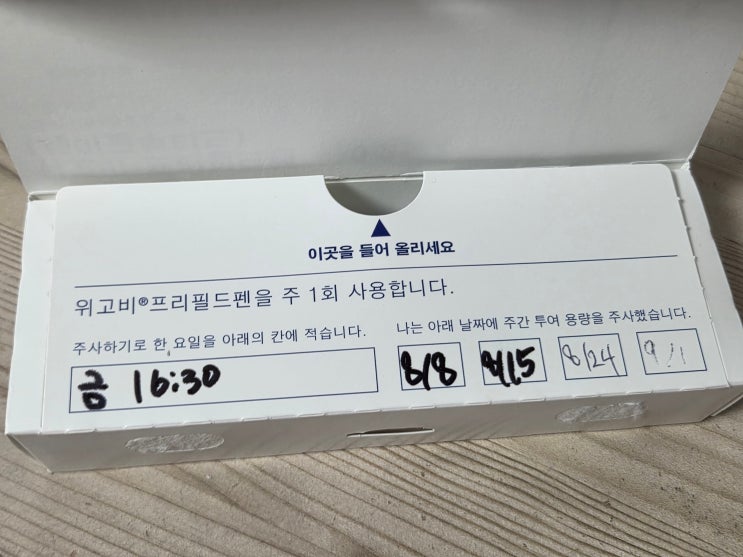 이곳을 들어 올리세요
위고비®프리필드펜을 주 1회 사용합니다.
주사하기로 한 요일을 아래의 칸에 적습니다.
나는 아래 날짜에 주간 투여 용량을 주사했습니다.
금 16:30
8/8 8/15 8/24 9/1